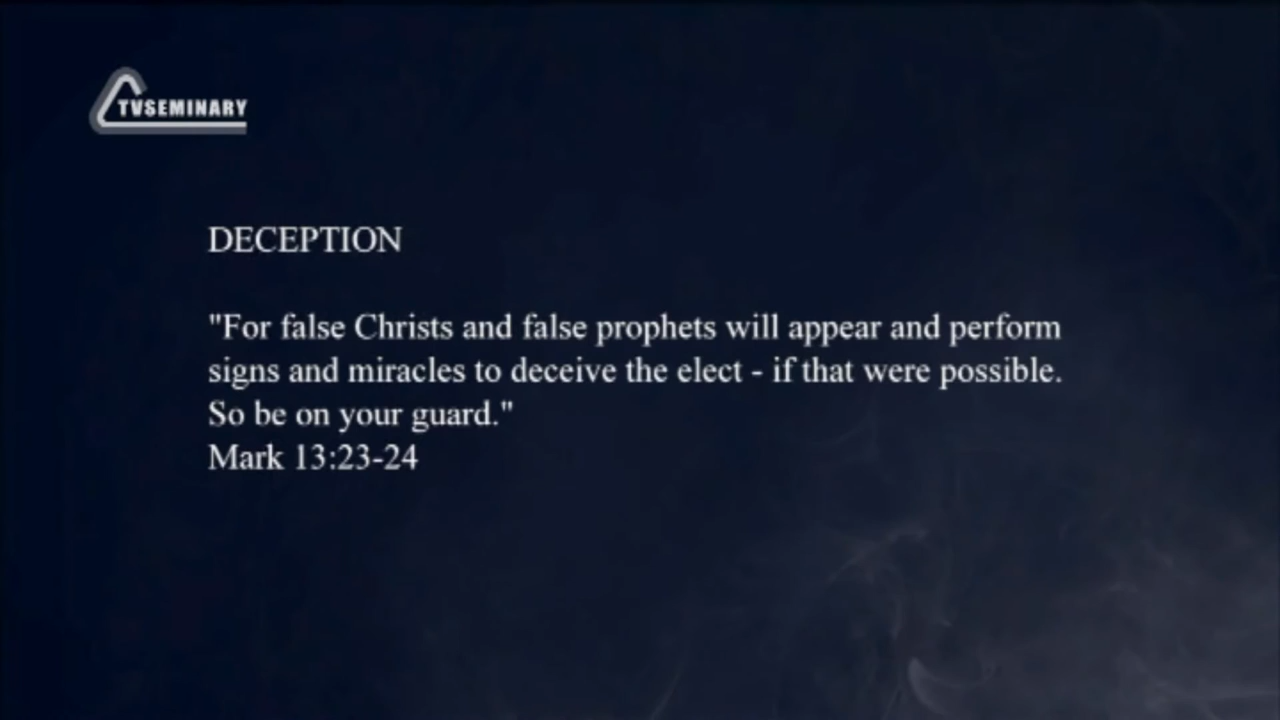 TVSEMINARY
DECEPTION
"For false Christs and false prophets will appear and perform
signs and miracles to deceive the elect - if that were possible.
So be on your guard."
Mark 13:23-24